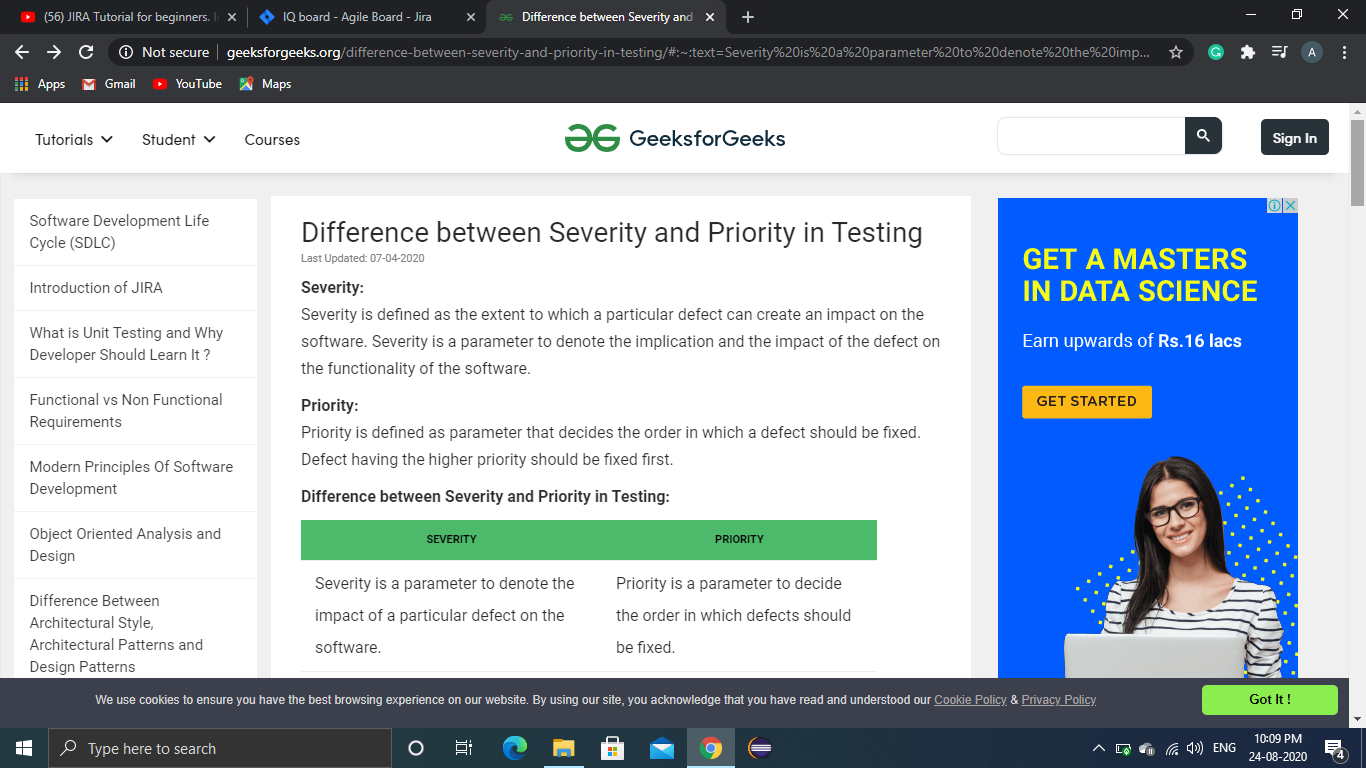 (56) JIRA Tutorial for beginners. I
IQ board - Agile Board - Jira
Difference between Severity and
Not secure
geeksforgeeks.org/difference-between-severity-and-priority-in-testing/#:~:text=Severity%20is%20a%20parameter%20to%20denote%20the%20imp...
A
Apps
Gmail
YouTube
Maps
Tutorials
Student
Courses
GeeksforGeeks
Sign In
Software Development Life
Cycle (SDLC)
Introduction of JIRA
What is Unit Testing and Why
Developer Should Learn It ?
Functional vs Non Functional
Requirements
Modern Principles Of Software
Development
Object Oriented Analysis and
Design
Difference Between
Architectural Style,
Architectural Patterns and
Design Patterns
Difference between Severity and Priority in Testing
Last Updated: 07-04-2020
Severity:
Severity is defined as the extent to which a particular defect can create an impact on the
software. Severity is a parameter to denote the implication and the impact of the defect on
the functionality of the software.
Priority:
Priority is defined as parameter that decides the order in which a defect should be fixed.
Defect having the higher priority should be fixed first.
Difference between Severity and Priority in Testing:
SEVERITY
PRIORITY
Severity is a parameter to denote the
impact of a particular defect on the
software.
Priority is a parameter to decide
the order in which defects should
be fixed.
GET A MASTERS
IN DATA SCIENCE
Earn upwards of Rs.16 lacs
GET STARTED
We use cookies to ensure you have the best browsing experience on our website. By using our site, you acknowledge that you have read and understood our Cookie Policy & Privacy Policy
Got It !
Type here to search
ENG
10:09 PM
24-08-2020
4